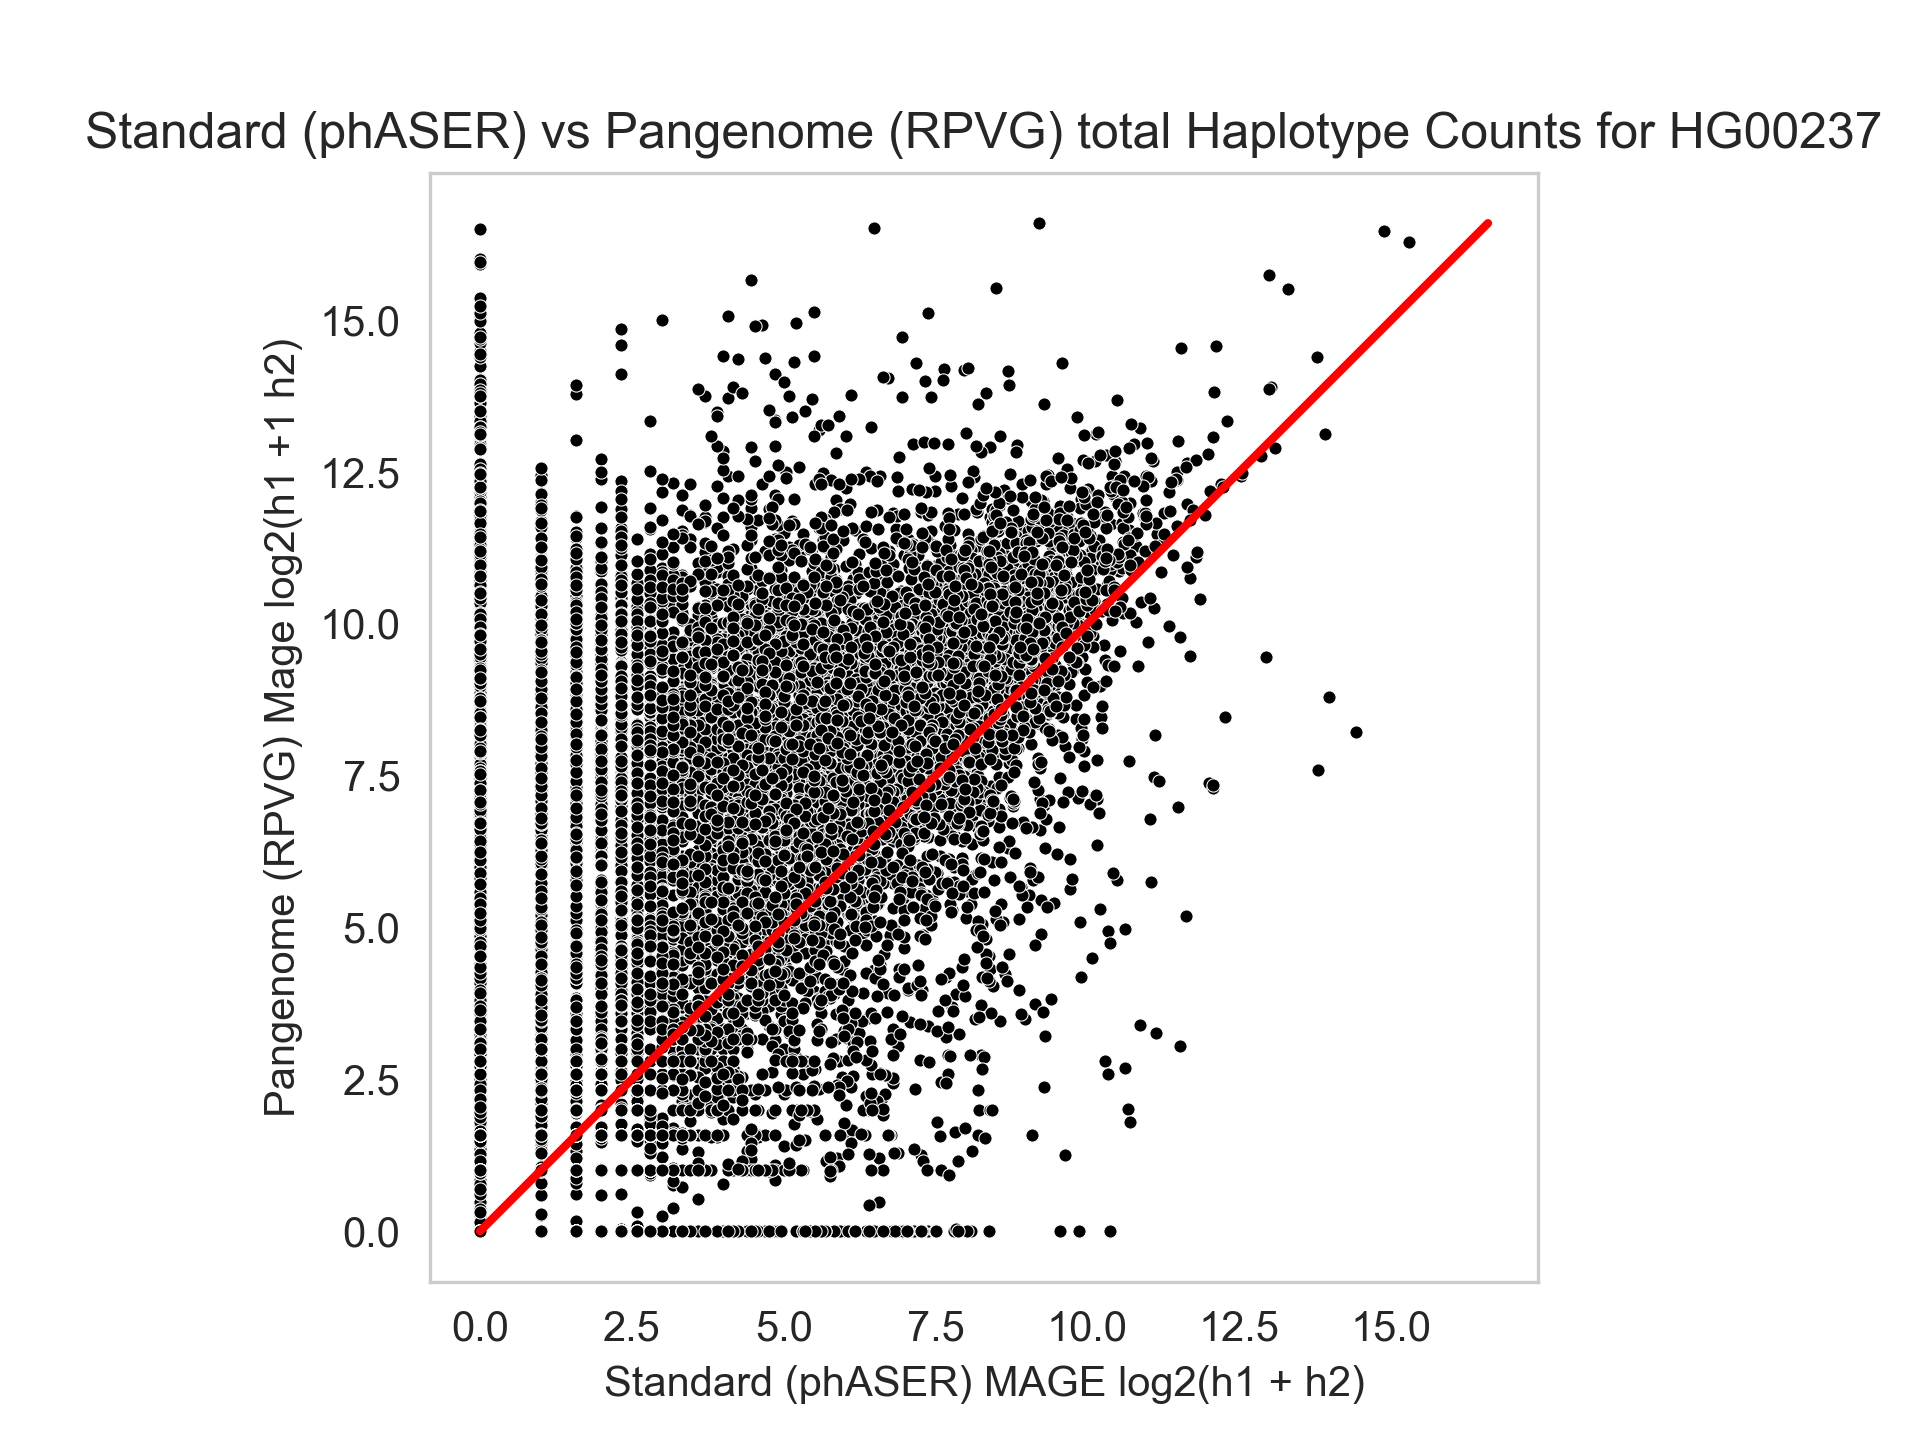 Standard (phASER) vs Pangenome (RPVG) total Haplotype Counts for HG00237
Pangenome (RPVG) Mage log2(h1 +1 h2)
15.0
12.5
10.0
7.5
5.0
2.5
0.0
0.0 2.5 5.0 7.5 10.0 12.5 15.0
Standard (phASER) MAGE log2(h1 + h2)